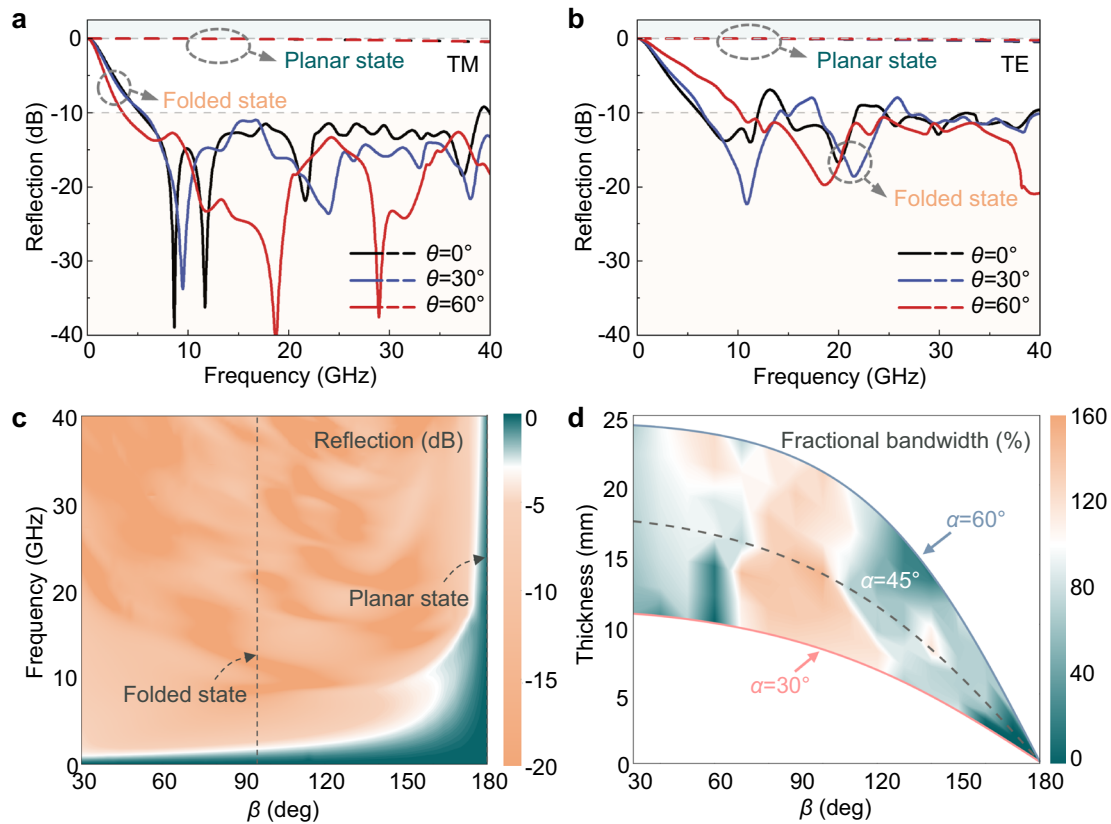 a
0
-10
-20
-30
-40
Reflection (dB)
Planar state
TM
Folded state
θ=0°
θ=30°
θ=60°
0
10
20
30
40
Frequency (GHz)
b
0
-10
-20
-30
-40
Reflection (dB)
Planar state
TE
Folded state
θ=0°
θ=30°
θ=60°
0
10
20
30
40
Frequency (GHz)
c
40
30
20
10
0
Frequency (GHz)
Reflection (dB)
Planar state
Folded state
30
60
90
120
150
180
β (deg)
0
-5
-10
-15
-20
d
25
20
15
10
5
0
Thickness (mm)
Fractional bandwidth (%)
α=60°
α=45°
α=30°
30
60
90
120
150
180
β (deg)
160
120
80
40
0